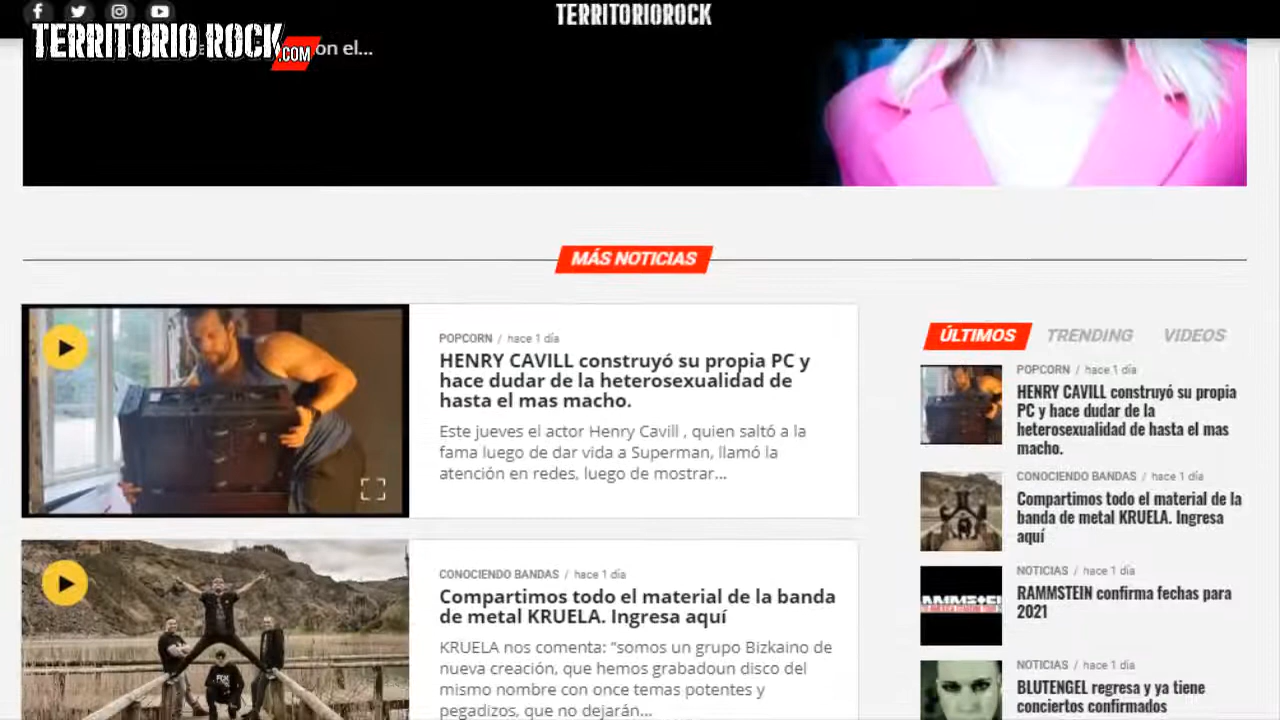 TERRITORIOROCK
TERRITORIO ROCK
.COM
on el...
MÁS NOTICIAS
POPCORN / hace 1 día
HENRY CAVILL construyó su propia PC y
hace dudar de la heterosexualidad de
hasta el mas macho.
Este jueves el actor Henry Cavill , quien saltó a la
fama luego de dar vida a Superman, llamó la
atención en redes, luego de mostrar...
CONOCIENDO BANDAS / hace 1 día
Compartimos todo el material de la banda
de metal KRUELA. Ingresa aquí
KRUELA nos comenta: "somos un grupo Bizkaino de
nueva creación, que hemos grabadoun disco del
mismo nombre con once temas potentes y
pegadizos, que no dejarán...
ÚLTIMOS TRENDING VIDEOS
POPCORN / hace 1 día
HENRY CAVILL construyó su propia
PC y hace dudar de la
heterosexualidad de hasta el mas
macho.
CONOCIENDO BANDAS / hace 1 día
Compartimos todo el material de la
banda de metal KRUELA. Ingresa
aquí
NOTICIAS / hace 1 día
RAMMSTEIN confirma fechas para
2021
NOTICIAS / hace 1 día
BLUTENGEL regresa y ya tiene
conciertos confirmados